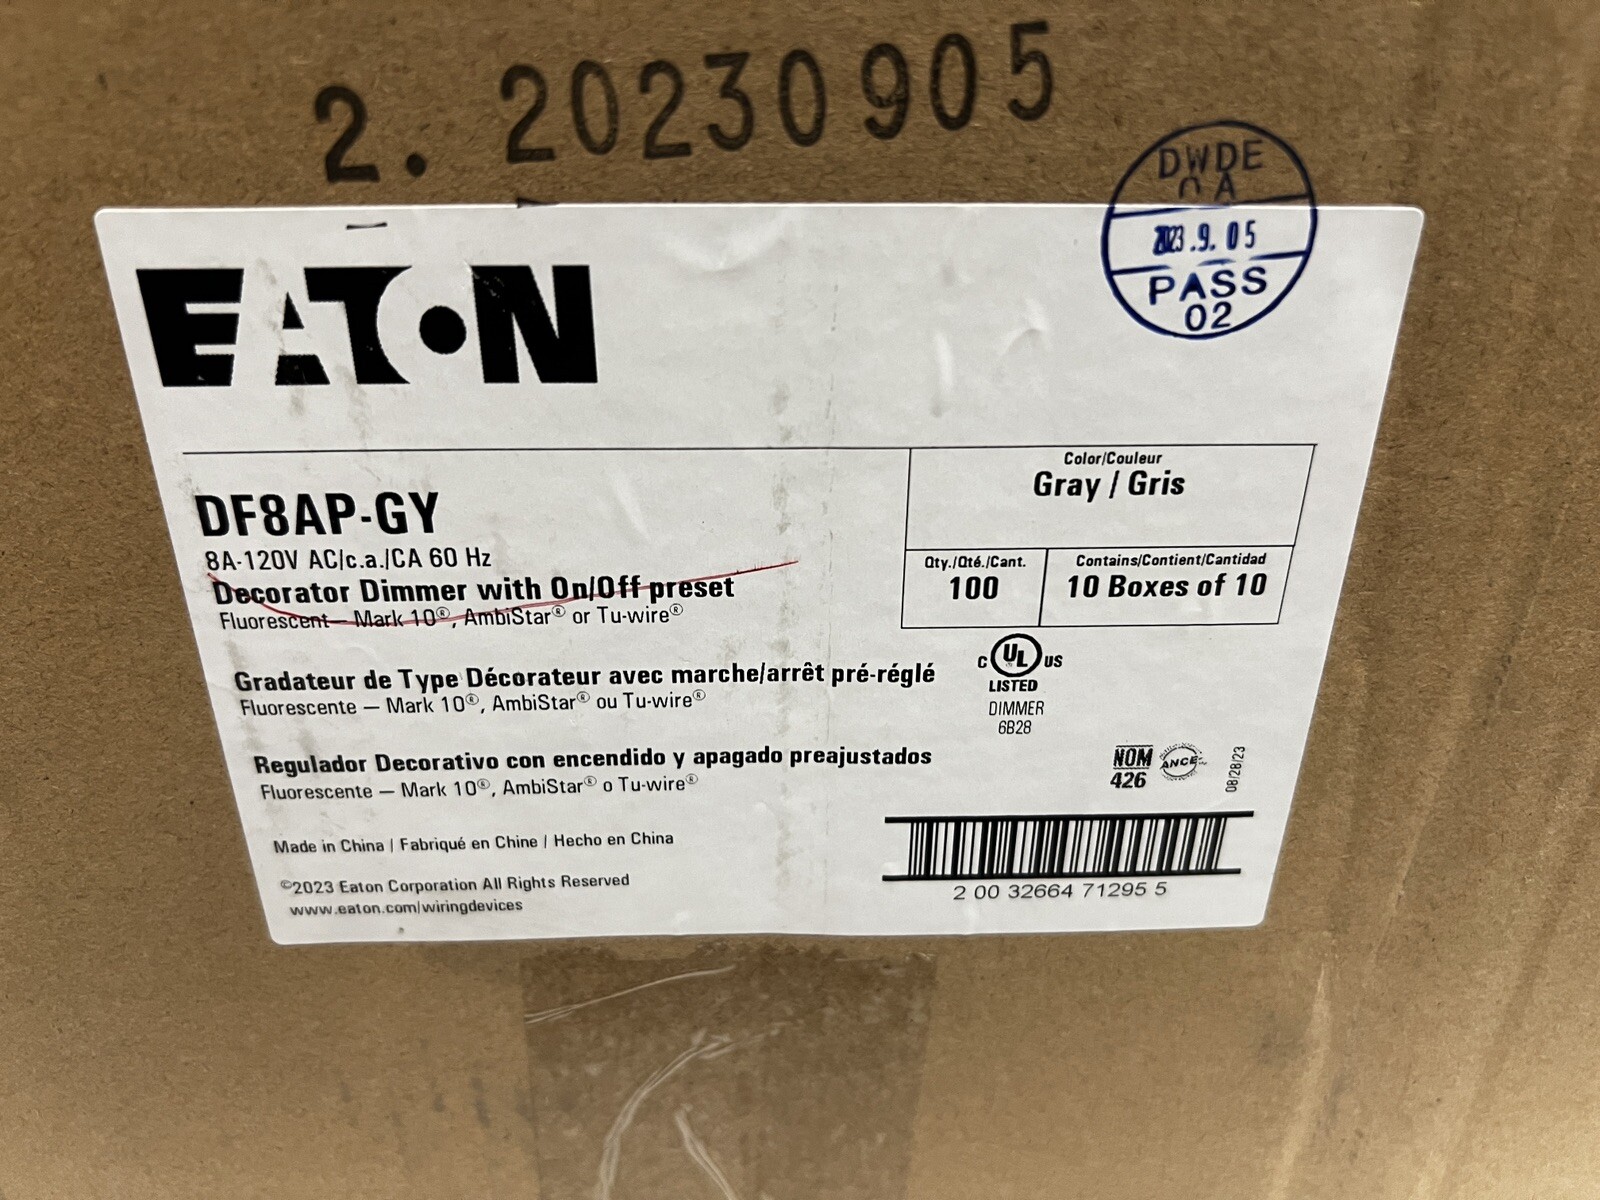 2. 20230905
DWDE
QA
2023.9.05
PASS
02
EATON
DF8AP-GY
8A-120V AC/c.a./CA 60 Hz
Decorator Dimmer with On/Off preset
Fluorescent — Mark 10®, AmbiStar® or Tu-wire®
Color/Couleur
Gray / Gris
Qty./Qté./Cant.
100
Contains/Contient/Cantidad
10 Boxes of 10
Gradateur de Type Décorateur avec marche/arrêt pré-réglé
Fluorescente — Mark 10®, AmbiStar® ou Tu-wire®
C UL US
LISTED
DIMMER
6B28
Regulador Decorativo con encendido y apagado preajustados
Fluorescente — Mark 10®, AmbiStar® o Tu-wire®
NOM
426
ANCE
08/28/23
Made in China / Fabriqué en Chine / Hecho en China
©2023 Eaton Corporation All Rights Reserved
www.eaton.com/wiringdevices
2 00 32664 71295 5